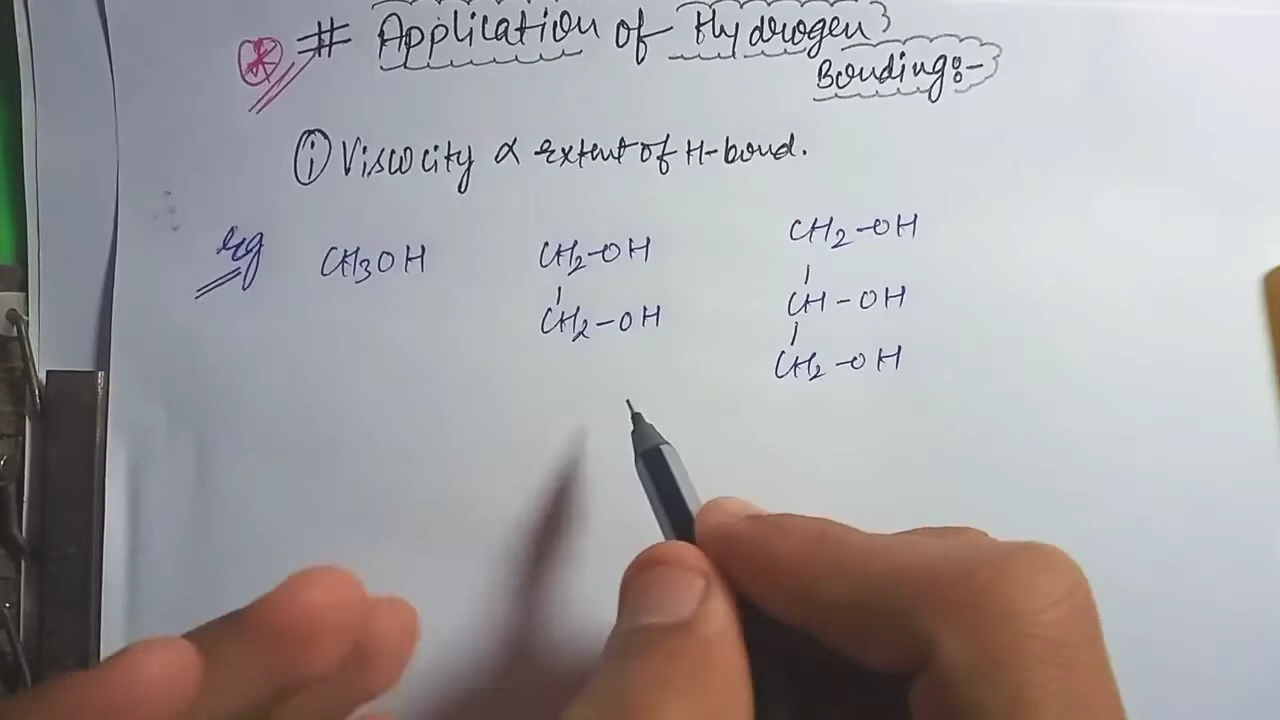 # Application of Hydrogen
Bonding:-
(i) Viscocity ∝ extent of H-bond.
eg CH3OH CH2-OH CH2-OH
CH2-OH CH-OH
CH2-OH